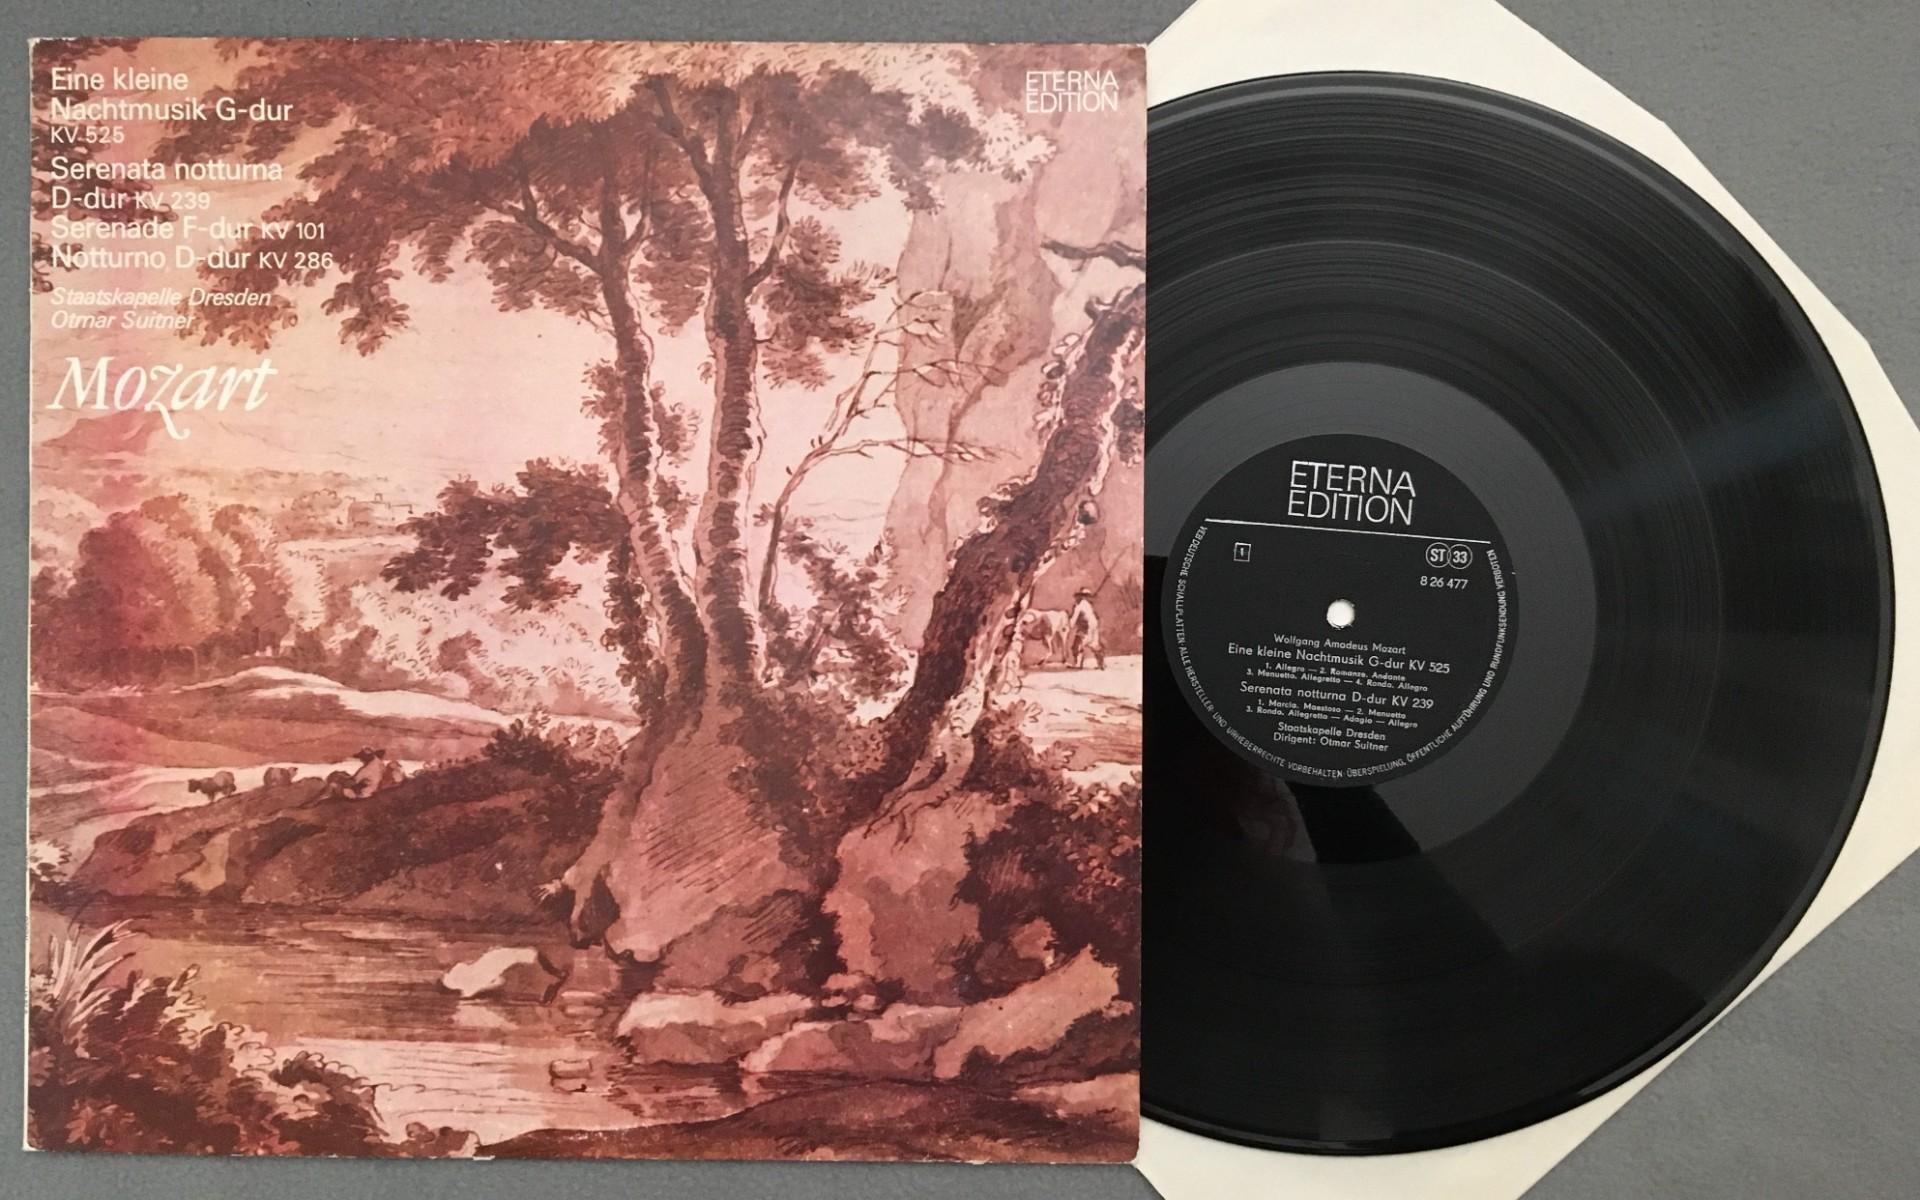 Eine kleine
Nachtmusik G-dur
KV 525
Serenata notturna
D-dur KV 239
Serenade F-dur KV 101
Notturno D-dur KV 286
Staatskapelle Dresden
Otmar Suitner
Mozart
ETERNA
EDITION
ETERNA
EDITION
1
ST 33
8 26 477
Wolfgang Amadeus Mozart
Eine kleine Nachtmusik G-dur KV 525
1. Allegro — 2. Romanze. Andante
3. Menuetto. Allegretto — 4. Rondo. Allegro
Serenata notturna D-dur KV 239
1. Marcia. Maestoso — 2. Menuetto
3. Rondo. Allegretto — Adagio — Allegro
Staatskapelle Dresden
Dirigent: Otmar Suitner
VEB DEUTSCHE SCHALLPLATTEN · ALLE HERSTELLER- UND URHEBERRECHTE VORBEHALTEN · ÜBERSPIELUNG, ÖFFENTLICHE AUFFÜHRUNG UND RUNDFUNKSENDUNG VERBOTEN